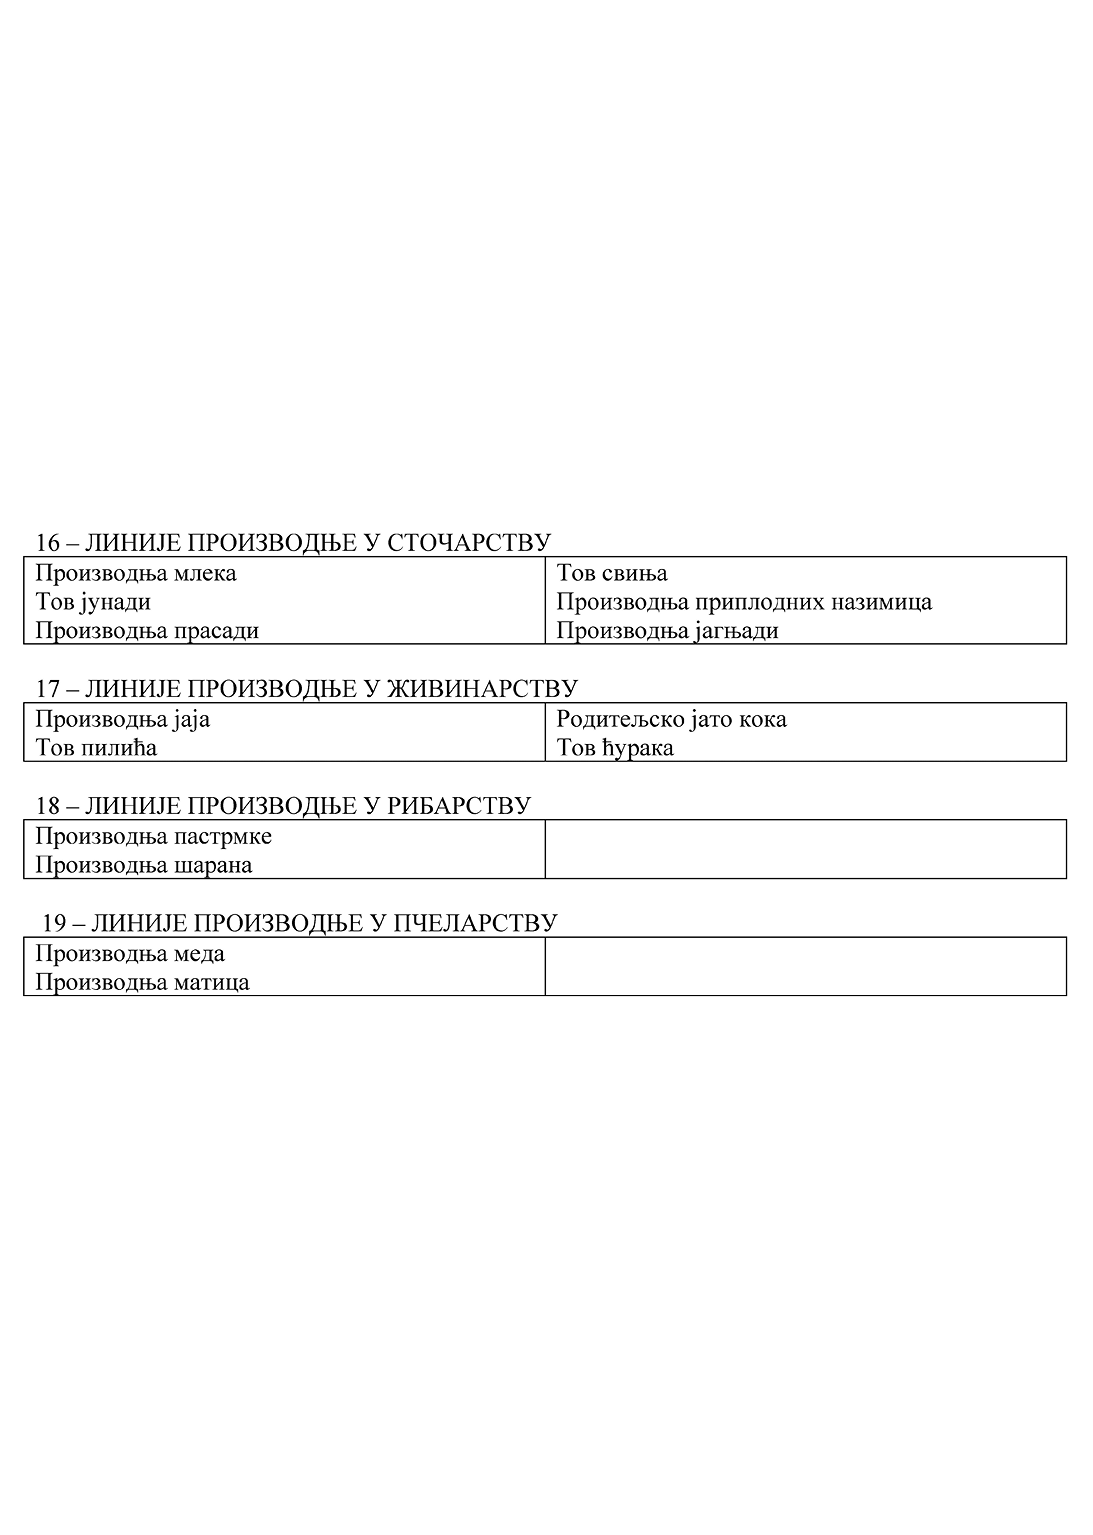 16 – ЛИНИЈЕ ПРОИЗВОДЊЕ У СТОЧАРСТВУ
Производња млека
Тов јунади
Производња прасади
Тов свиња
Производња приплодних назимица
Производња јагњади
17 – ЛИНИЈЕ ПРОИЗВОДЊЕ У ЖИВИНАРСТВУ
Производња јаја
Тов пилића
Родитељско јато кока
Тов ћурака
18 – ЛИНИЈЕ ПРОИЗВОДЊЕ У РИБАРСТВУ
Производња пастрмке
Производња шарана
19 – ЛИНИЈЕ ПРОИЗВОДЊЕ У ПЧЕЛАРСТВУ
Производња меда
Производња матица